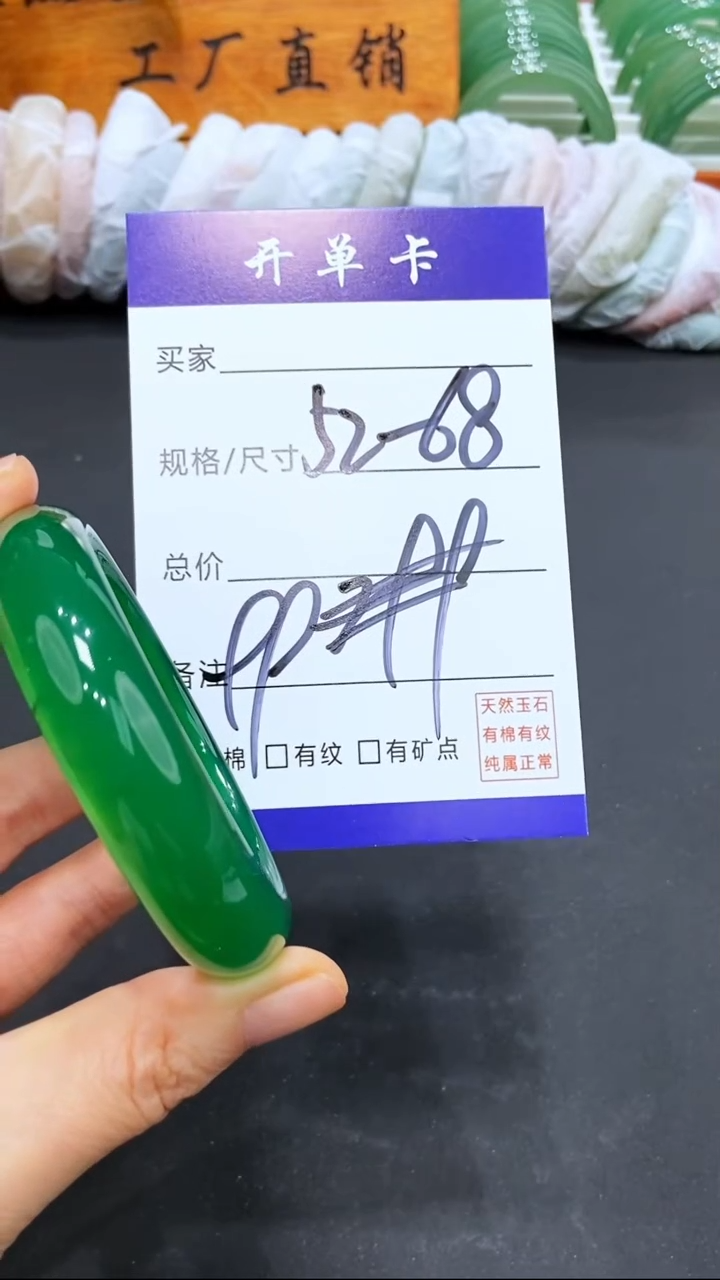 工厂直销
开单卡
买家
规格/尺寸 52-68
总价
备注
棉 □有纹 □有矿点
天然玉石
有棉有纹
纯属正常